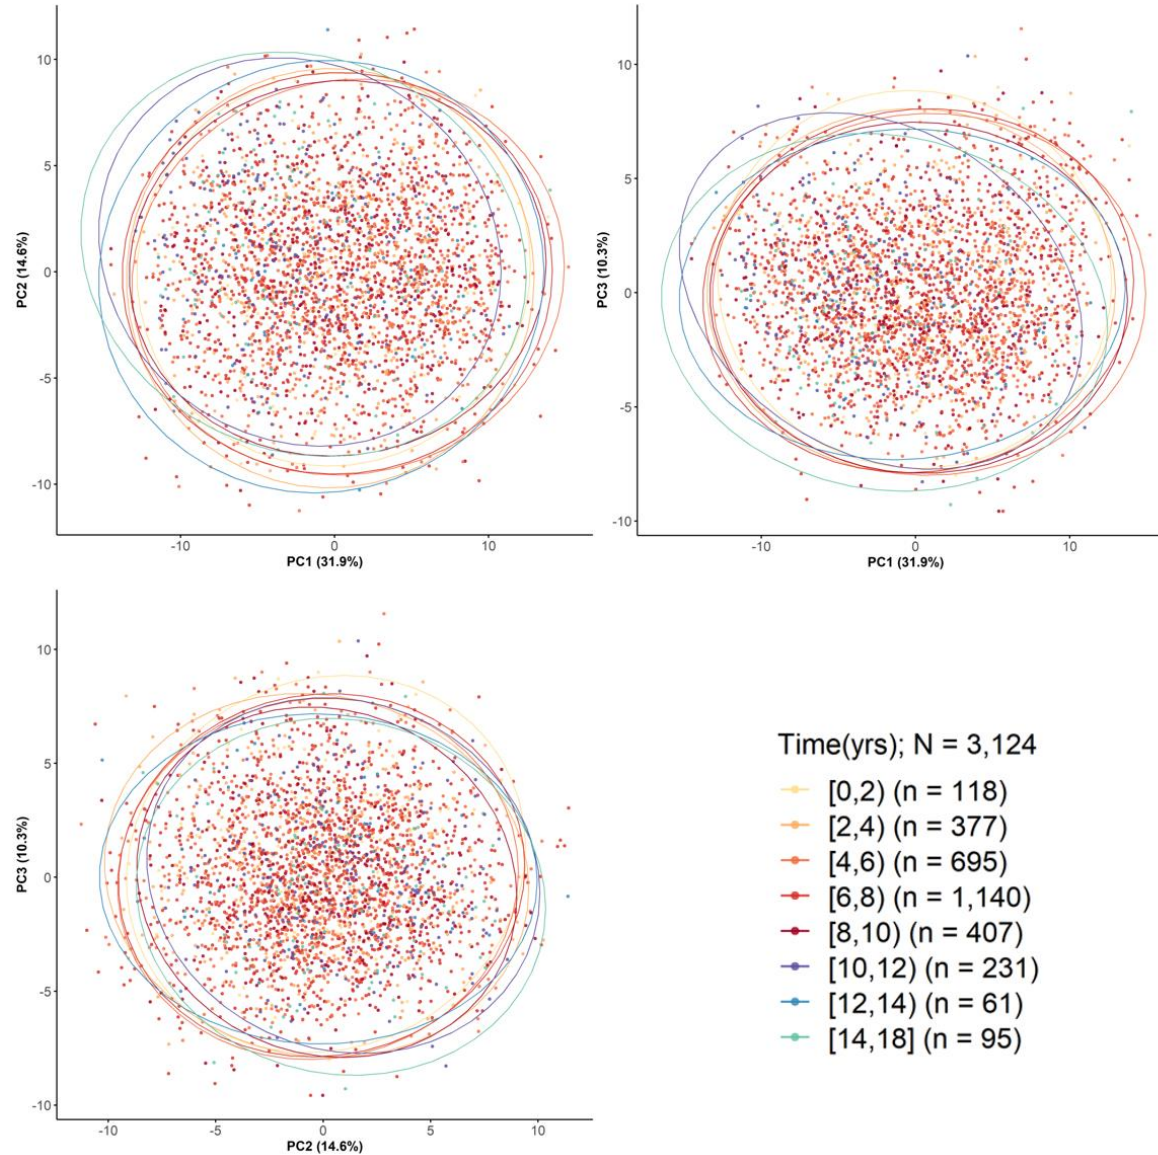 10
5
0
-5
-10
PC2 (14.6%)
-10 0 10
PC1 (31.9%)
10
5
0
-5
-10
PC3 (10.3%)
-10 0 10
PC1 (31.9%)
10
5
0
-5
-10
PC3 (10.3%)
-10 -5 0 5 10
PC2 (14.6%)
Time(yrs); N = 3,124
[0,2) (n = 118)
[2,4) (n = 377)
[4,6) (n = 695)
[6,8) (n = 1,140)
[8,10) (n = 407)
[10,12) (n = 231)
[12,14) (n = 61)
[14,18] (n = 95)